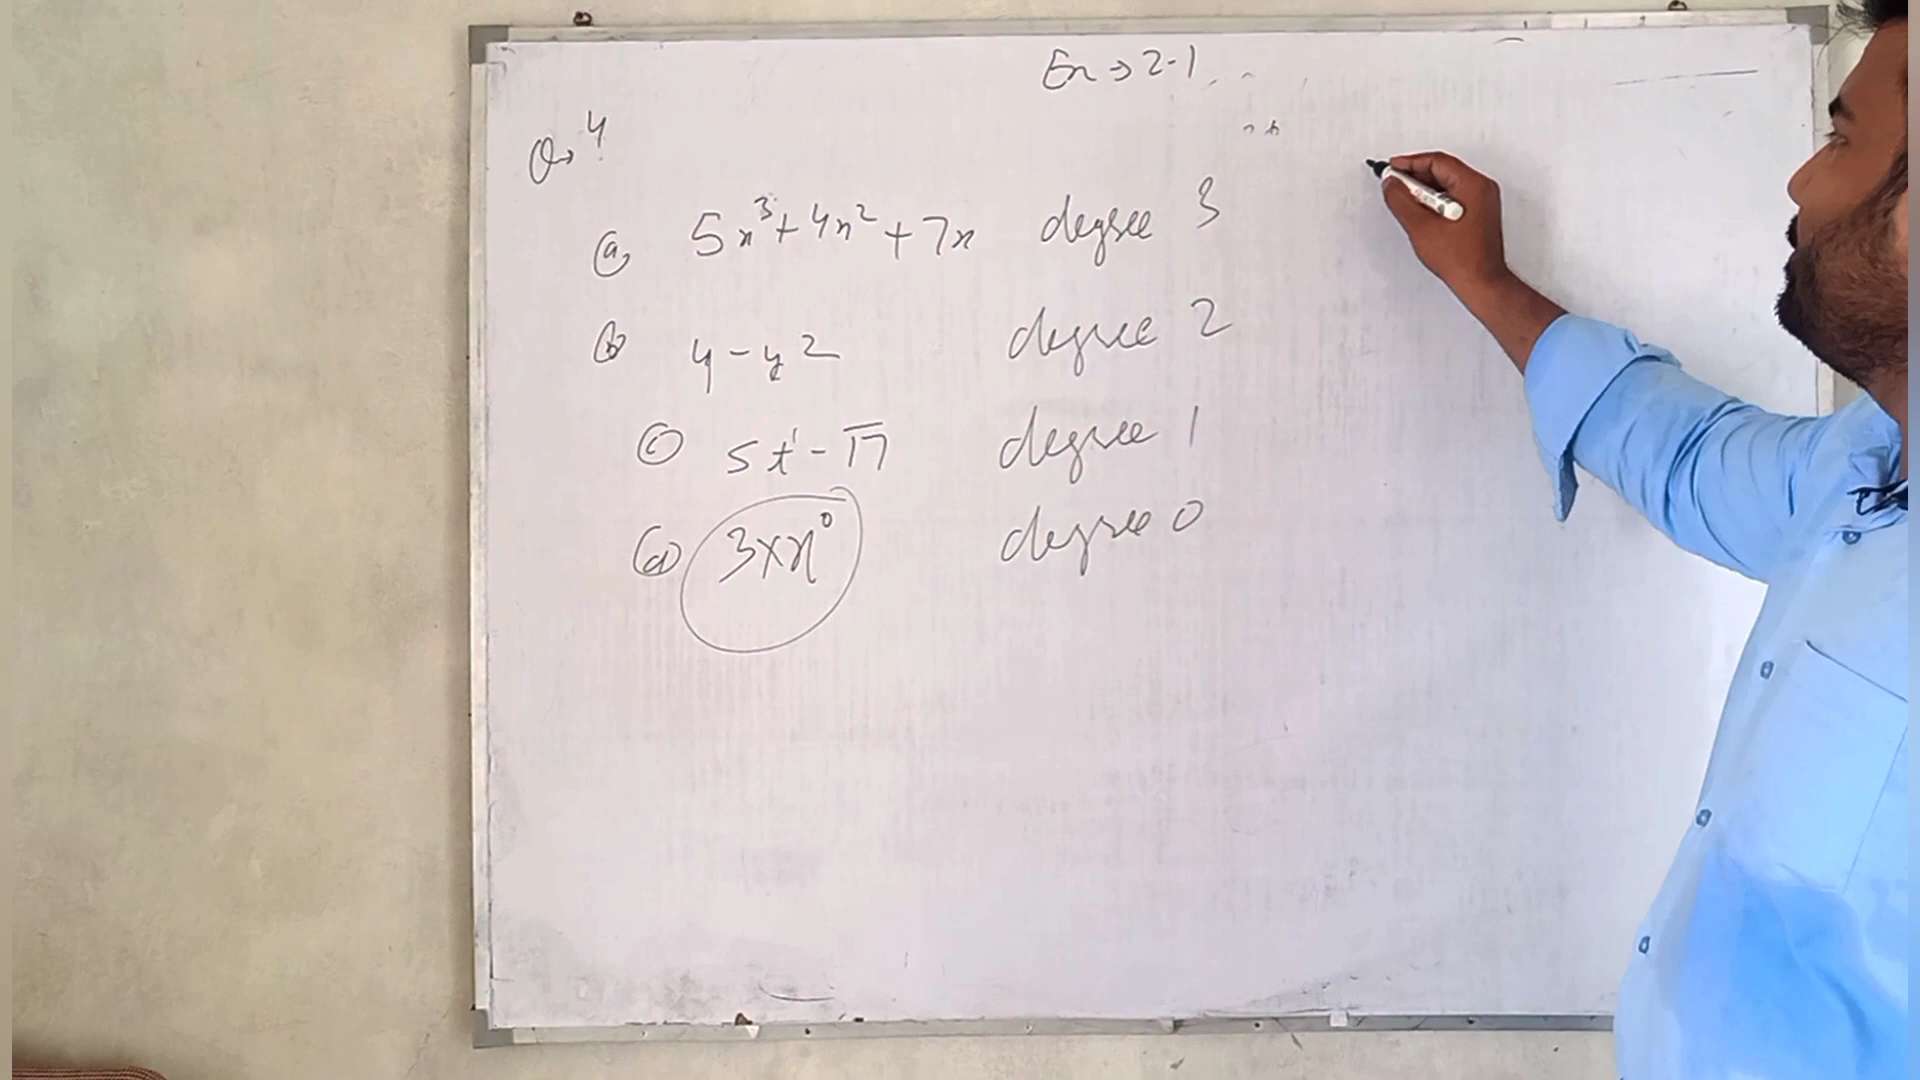 Ex → 2.1
Q → 4
(a) 5x³ + 4x² + 7x degree 3
(b) 4 - y2 degree 2
(c) 5t¹ - √7 degree 1
(d) 3 × x⁰ degree 0